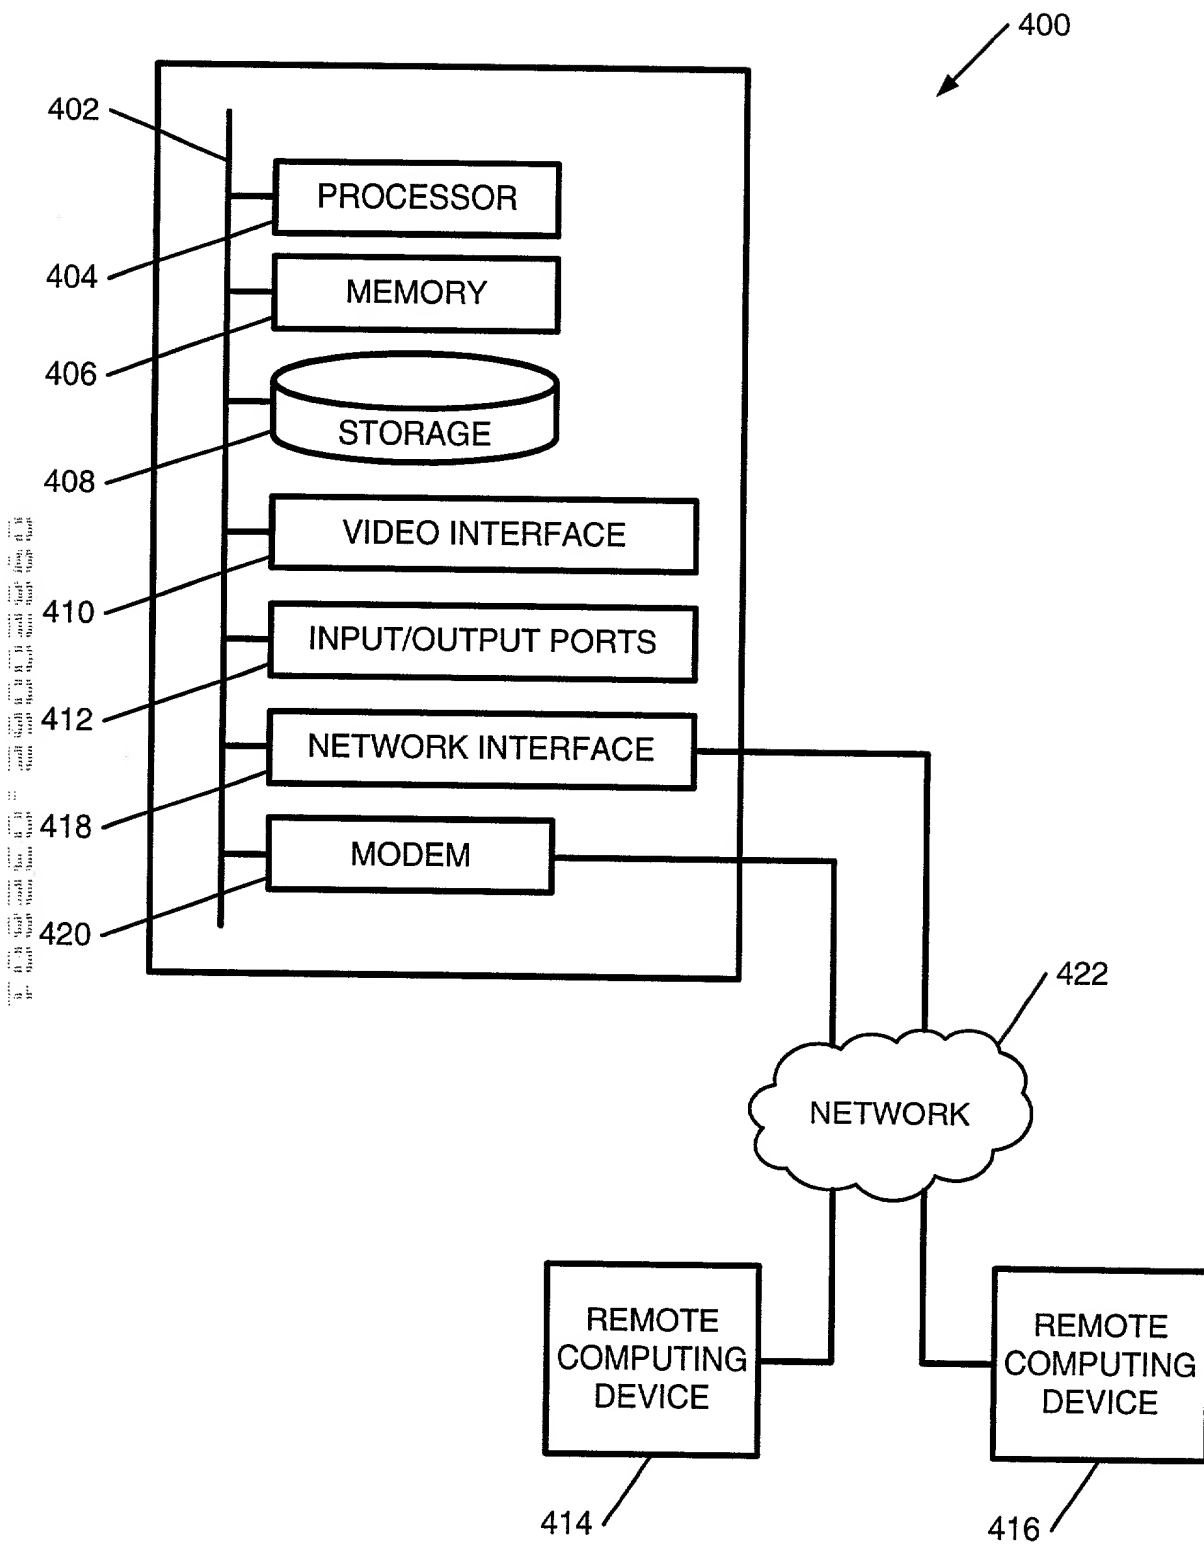 400
402
PROCESSOR
404
MEMORY
406
STORAGE
408
VIDEO INTERFACE
410
INPUT/OUTPUT PORTS
412
NETWORK INTERFACE
418
MODEM
420
422
NETWORK
REMOTE
COMPUTING
DEVICE
REMOTE
COMPUTING
DEVICE
414
416